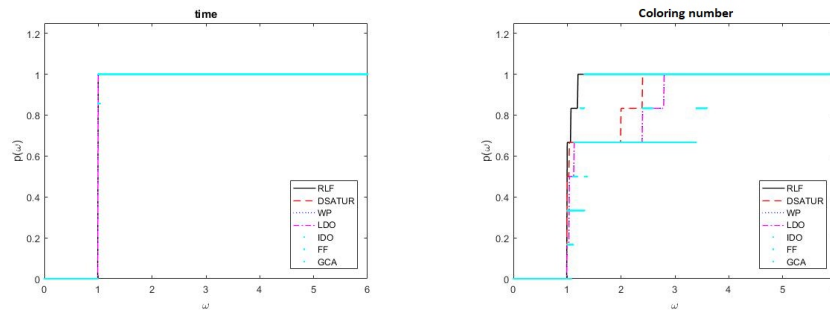 time
1.2
1
0.8
0.6
0.4
0.2
0
p(ω)
0
1
2
3
4
5
6
ω
RLF
DSATUR
WP
LDO
IDO
FF
GCA
Coloring number
1.2
1
0.8
0.6
0.4
0.2
0
p(ω)
0
1
2
3
4
5
ω
RLF
DSATUR
WP
LDO
IDO
FF
GCA